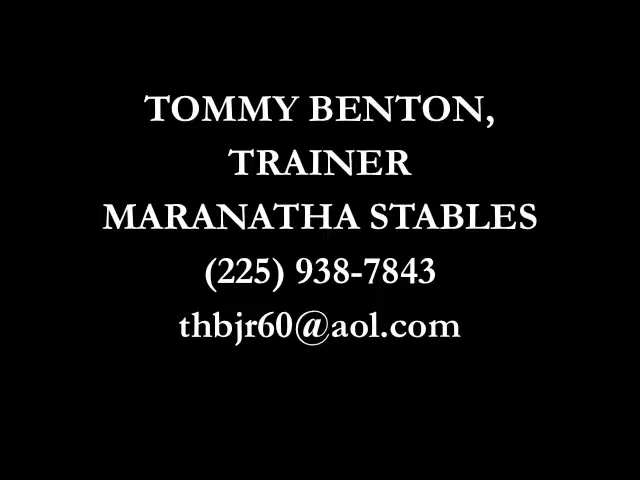 TOMMY BENTON,
TRAINER
MARANATHA STABLES
(225) 938-7843
thbjr60@aol.com